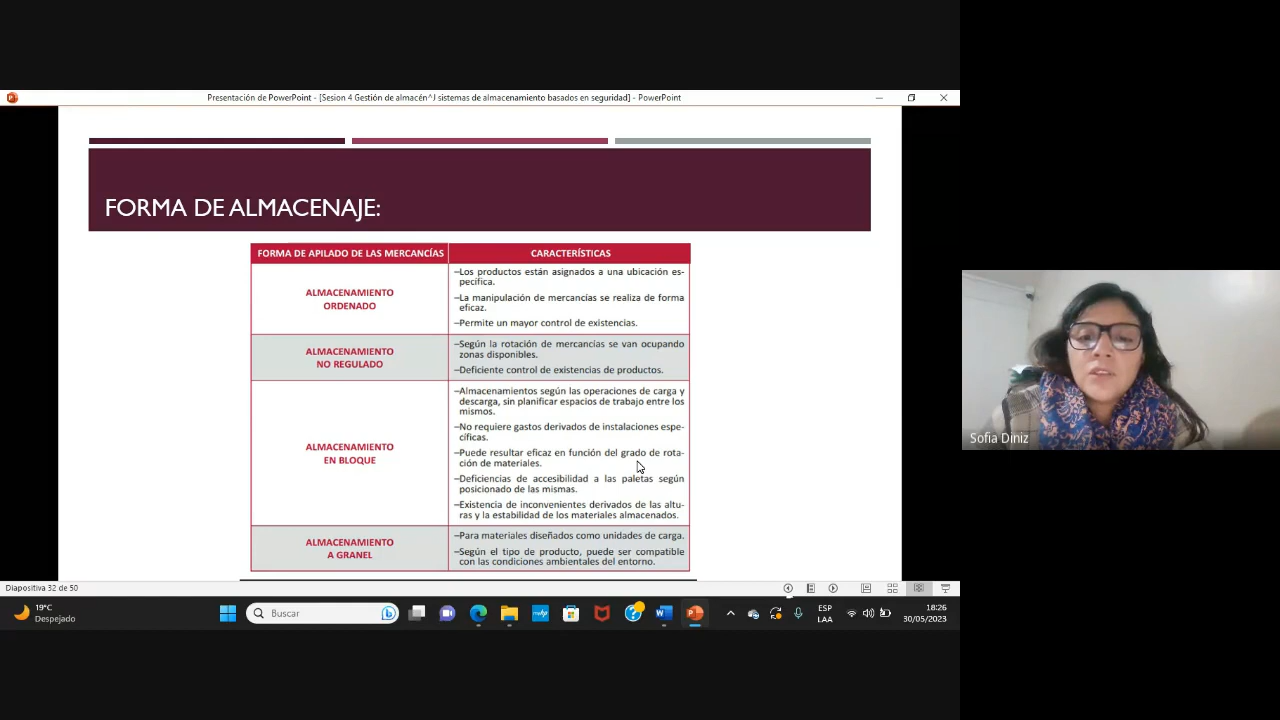 Presentación de PowerPoint - [Sesion 4 Gestión de almacén^J sistemas de almacenamiento basados en seguridad] - PowerPoint
FORMA DE ALMACENAJE:
FORMA DE APILADO DE LAS MERCANCÍAS
CARACTERÍSTICAS
ALMACENAMIENTO
ORDENADO
–Los productos están asignados a una ubicación es-
pecífica.
–La manipulación de mercancías se realiza de forma
eficaz.
–Permite un mayor control de existencias.
ALMACENAMIENTO
NO REGULADO
–Según la rotación de mercancías se van ocupando
zonas disponibles.
–Deficiente control de existencias de productos.
ALMACENAMIENTO
EN BLOQUE
–Almacenamientos según las operaciones de carga y
descarga, sin planificar espacios de trabajo entre los
mismos.
–No requiere gastos derivados de instalaciones espe-
cíficas.
–Puede resultar eficaz en función del grado de rota-
ción de materiales.
–Deficiencias de accesibilidad a las paletas según
posicionado de las mismas.
–Existencia de inconvenientes derivados de las altu-
ras y la estabilidad de los materiales almacenados.
ALMACENAMIENTO
A GRANEL
–Para materiales diseñados como unidades de carga.
–Según el tipo de producto, puede ser compatible
con las condiciones ambientales del entorno.
Sofia Diniz
Diapositiva 32 de 50
19°C
Despejado
Buscar
ESP
LAA
18:26
30/05/2023